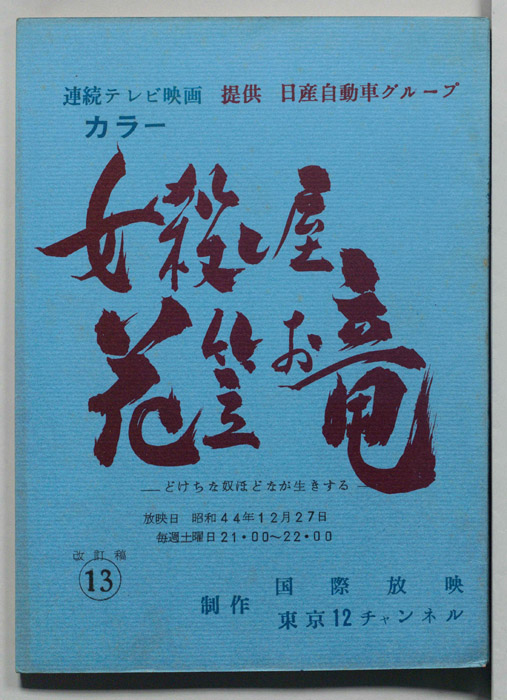 連続テレビ映画 提供 日産自動車グループ
カラー
女殺し屋
花笠お竜
——どけちな奴ほどなが生きする——
放映日 昭和44年12月27日
毎週土曜日21・00〜22・00
改訂稿
13
制作 国際放映
東京12チャンネル